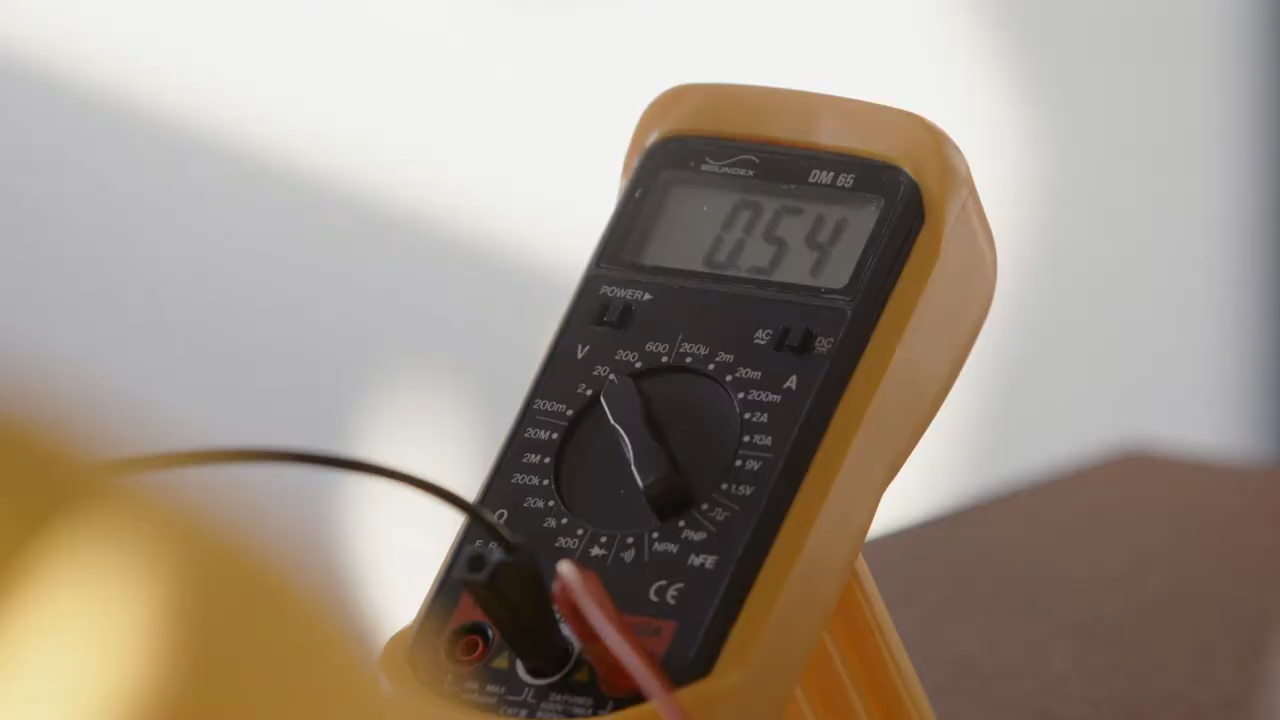 SOUNDEX DM 65
0.54
POWER▶
AC DC
V 20 200 600 200µ 2m 20m 200m A
2
200m
2A
20M 10A
2M 9V
200k 1.5V
20k
2k
Ω 200 NPN PNP
hFE
E B
CE
MAX